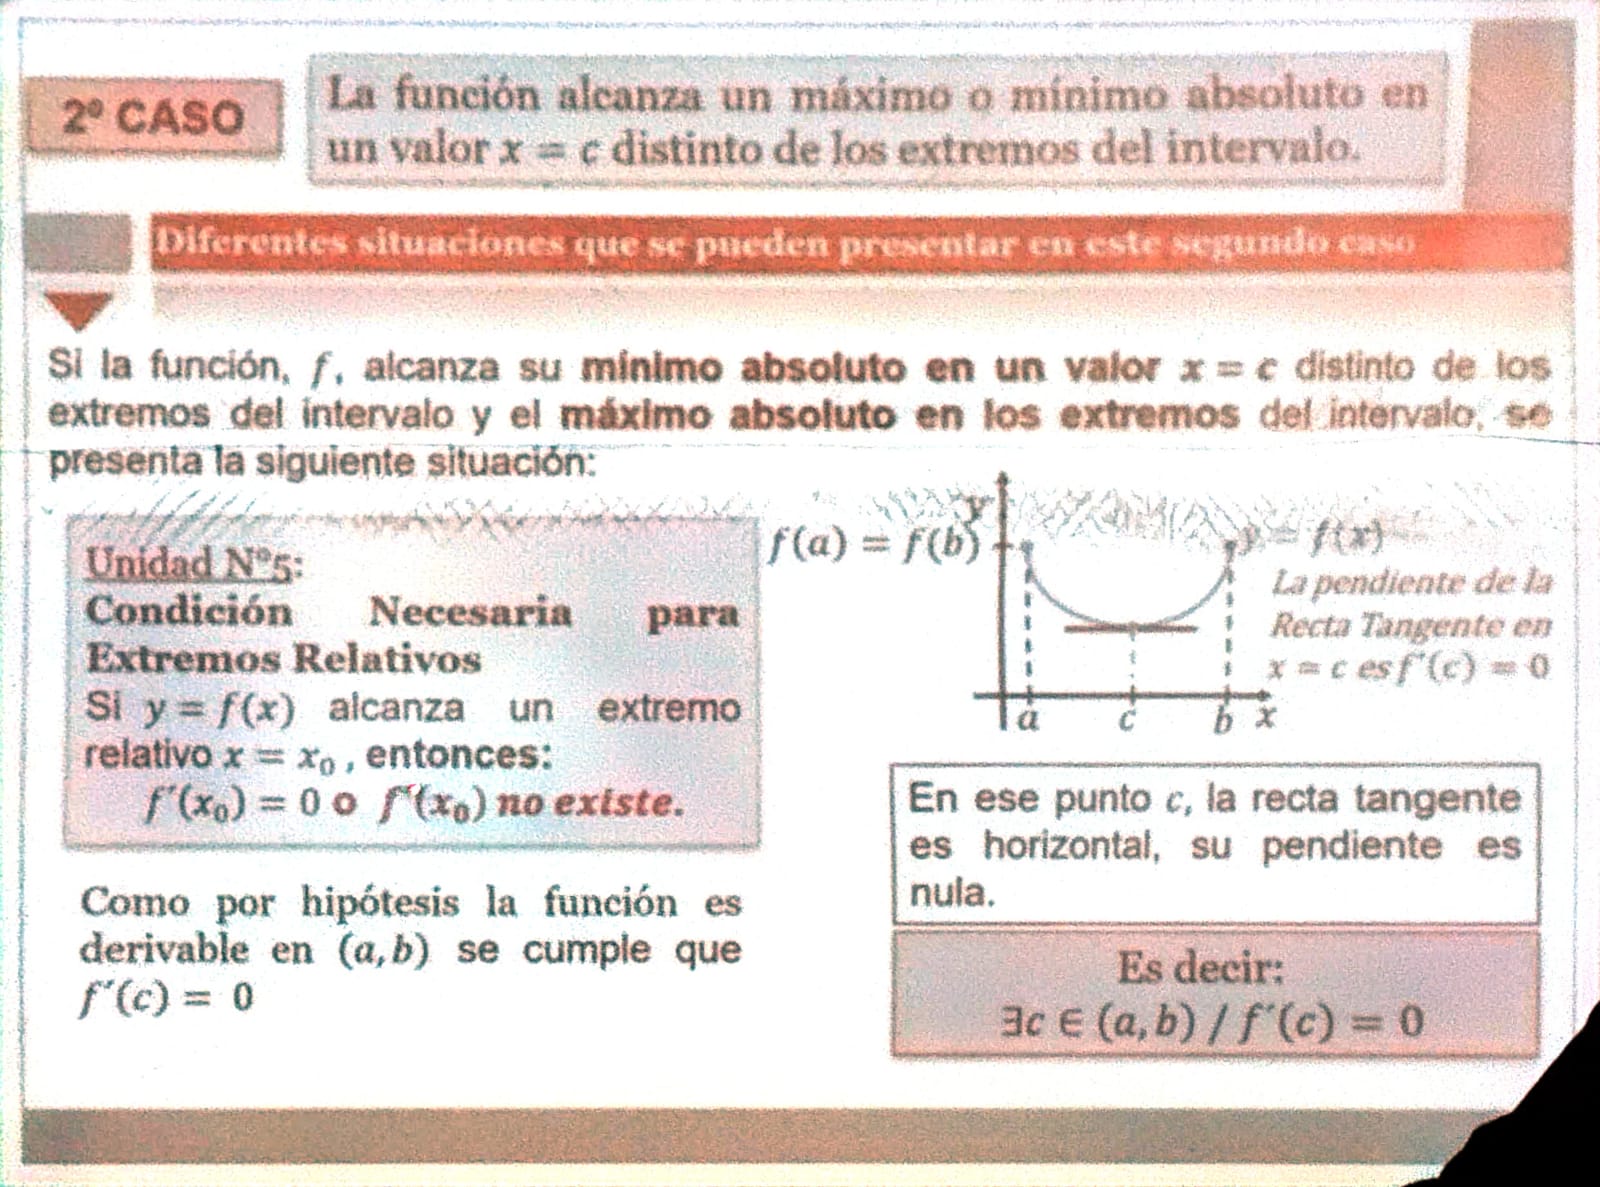 2º CASO
La función alcanza un máximo o mínimo absoluto en
un valor x = c distinto de los extremos del intervalo.
Diferentes situaciones que se pueden presentar en este segundo caso
Si la función, f, alcanza su mínimo absoluto en un valor x = c distinto de los
extremos del intervalo y el máximo absoluto en los extremos del intervalo, se
presenta la siguiente situación:
Unidad Nº5:
Condición Necesaria para
Extremos Relativos
Si y = f(x) alcanza un extremo
relativo x = x₀ , entonces:
f´(x₀) = 0 o f´(x₀) no existe.
Como por hipótesis la función es
derivable en (a,b) se cumple que
f´(c) = 0
y
f(a) = f(b)
y = f(x)
La pendiente de la
Recta Tangente en
x = c es f´(c) = 0
a c b x
En ese punto c, la recta tangente
es horizontal, su pendiente es
nula.
Es decir:
∃c ∈ (a,b) / f´(c) = 0